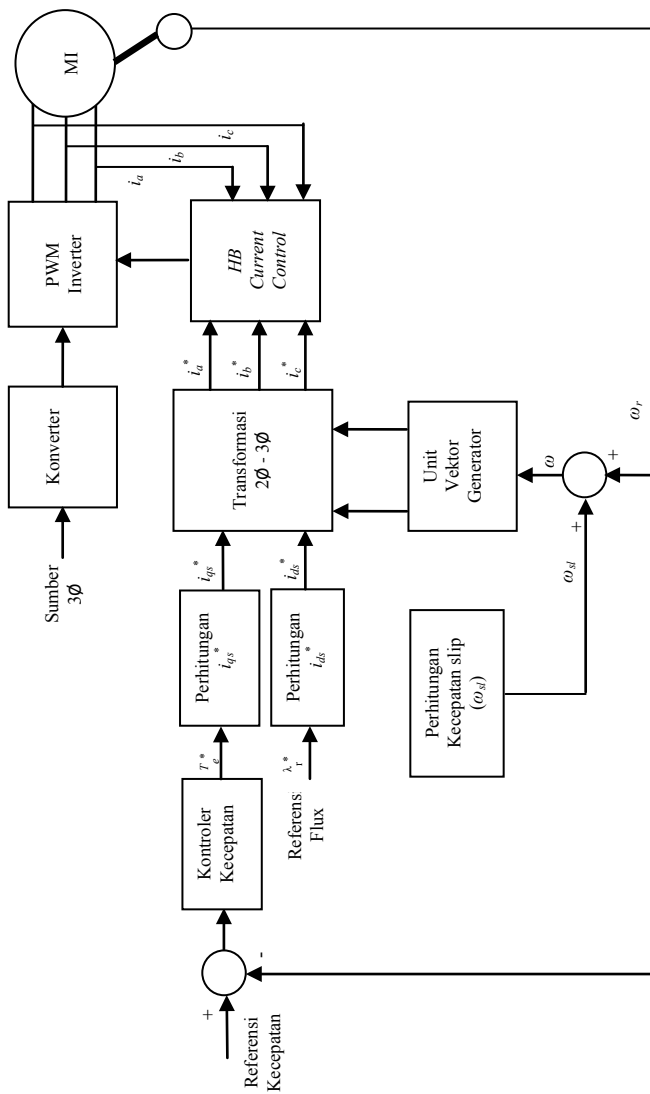 Sumber
3Ø
Konverter
PWM
Inverter
MI
i_a
i_b
i_c
HB
Current
Control
i_a*
i_b*
i_c*
Transformasi
2Ø - 3Ø
i_qs*
i_ds*
Perhitungan
i_qs*
Perhitungan
i_ds*
T_e*
λ_r*
Kontroler
Kecepatan
Referens
Flux
+
-
Referensi
Kecepatan
Unit
Vektor
Generator
ω
ω_r
+
+
ω_sl
Perhitungan
Kecepatan slip
(ω_sl)